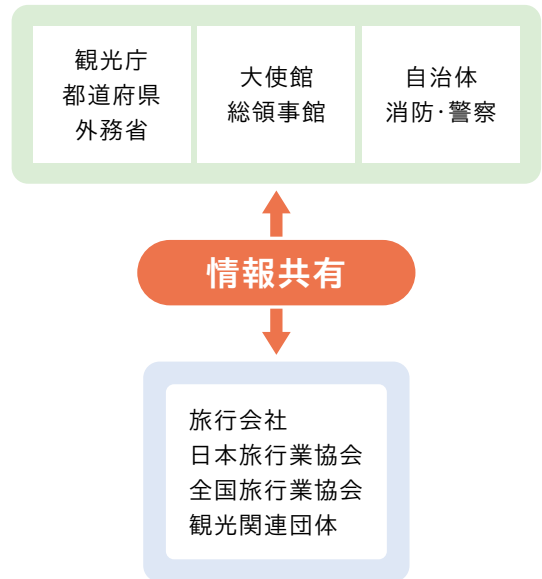 観光庁
都道府県
外務省
大使館
総領事館
自治体
消防・警察
情報共有
旅行会社
日本旅行業協会
全国旅行業協会
観光関連団体